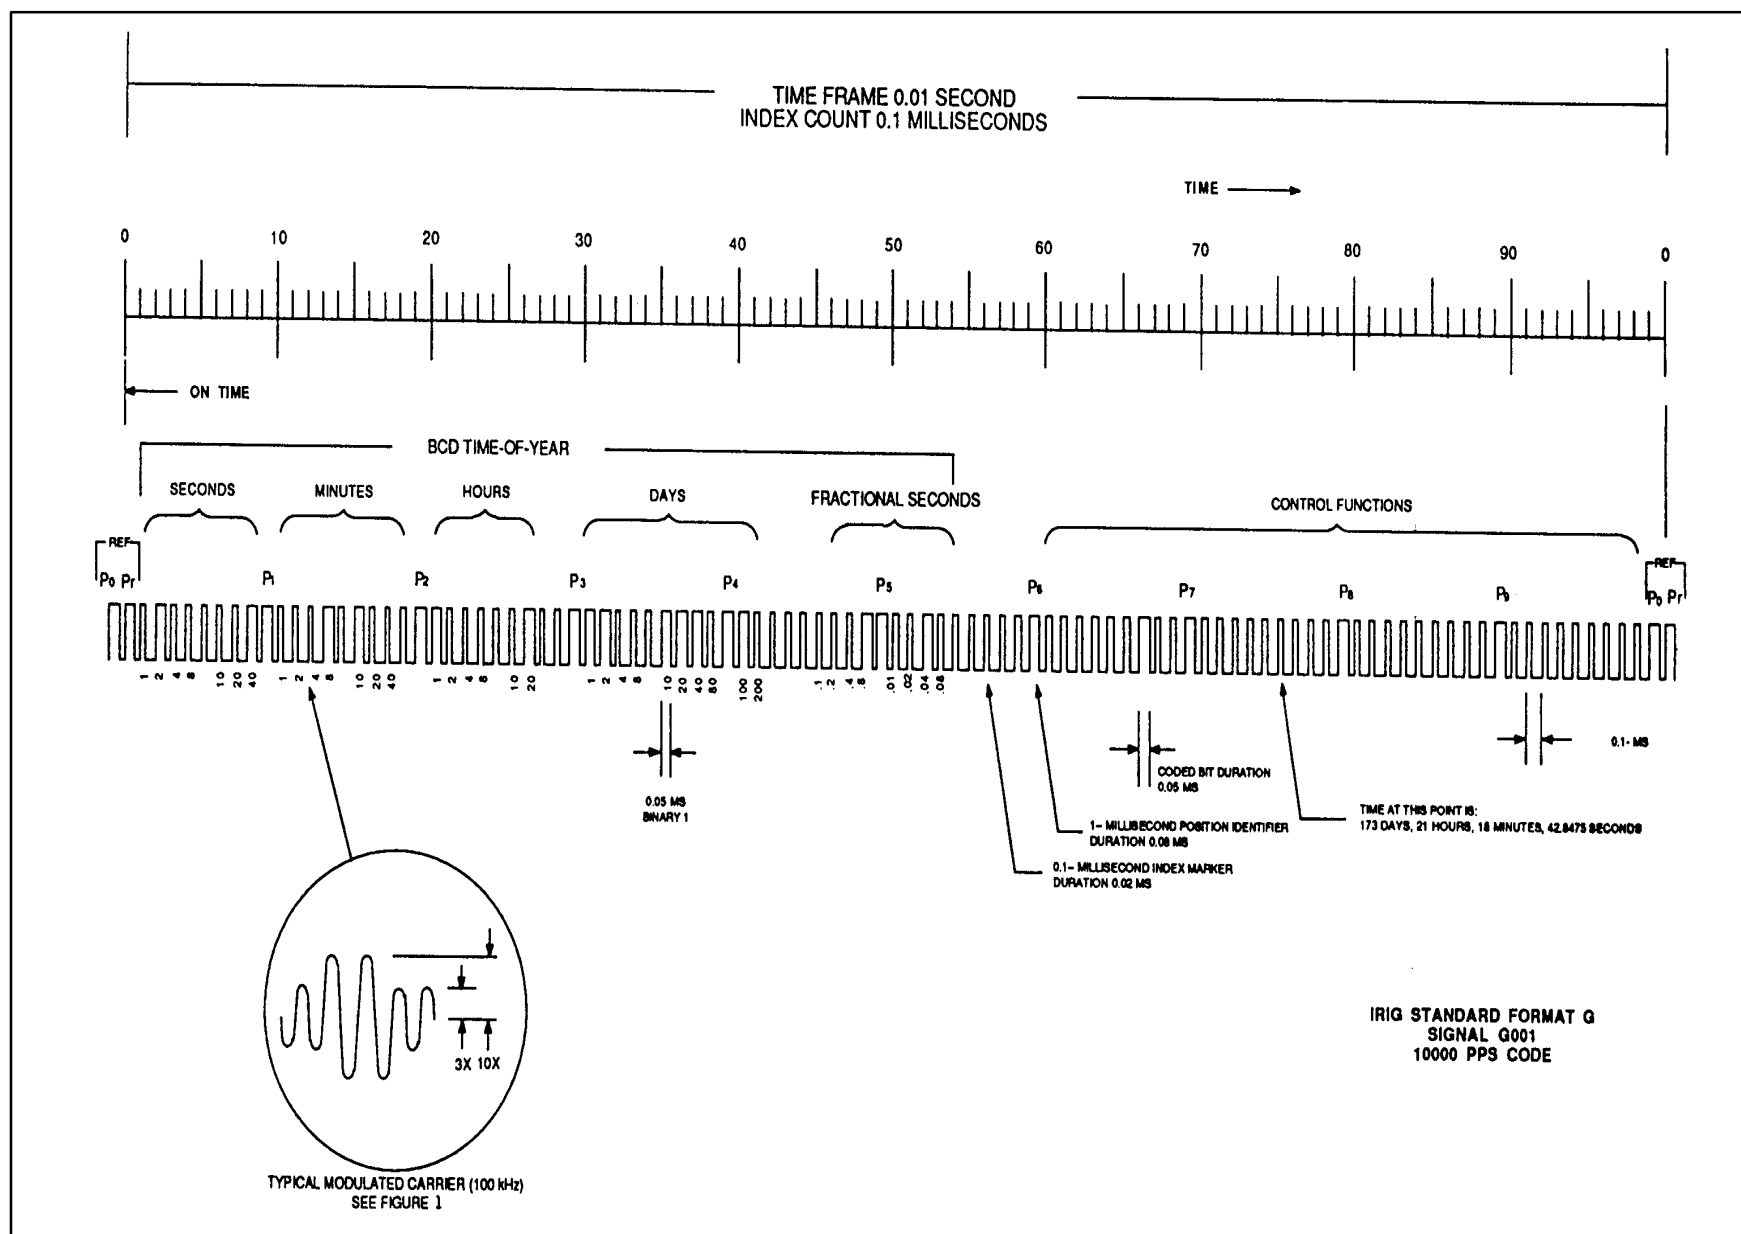 TIME FRAME 0.01 SECOND
INDEX COUNT 0.1 MILLISECONDS
TIME
0 10 20 30 40 50 60 70 80 90 0
ON TIME
BCD TIME-OF-YEAR
SECONDS MINUTES HOURS DAYS FRACTIONAL SECONDS CONTROL FUNCTIONS
REF REF
P0 Pr P1 P2 P3 P4 P5 P6 P7 P8 P9 P0 Pr
1 2 4 8 10 20 40 1 2 4 8 10 20 40 1 2 4 8 10 20 1 2 4 8 10 20 40 80 100 200 .1 .2 .4 .8 .01 .02 .04 .08
0.05 MS
BINARY 1
CODED BIT DURATION
0.05 MS
0.1- MS
1- MILLISECOND POSITION IDENTIFIER
DURATION 0.08 MS
0.1- MILLISECOND INDEX MARKER
DURATION 0.02 MS
TIME AT THIS POINT IS:
173 DAYS, 21 HOURS, 18 MINUTES, 42.8475 SECONDS
3X 10X
TYPICAL MODULATED CARRIER (100 kHz)
SEE FIGURE 1
IRIG STANDARD FORMAT G
SIGNAL G001
10000 PPS CODE